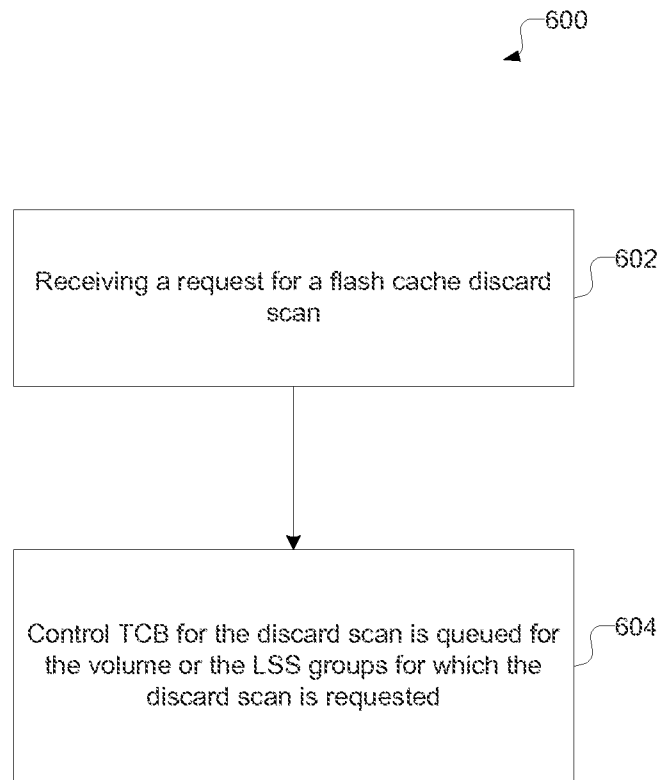 600
Receiving a request for a flash cache discard
scan
602
Control TCB for the discard scan is queued for
the volume or the LSS groups for which the
discard scan is requested
604